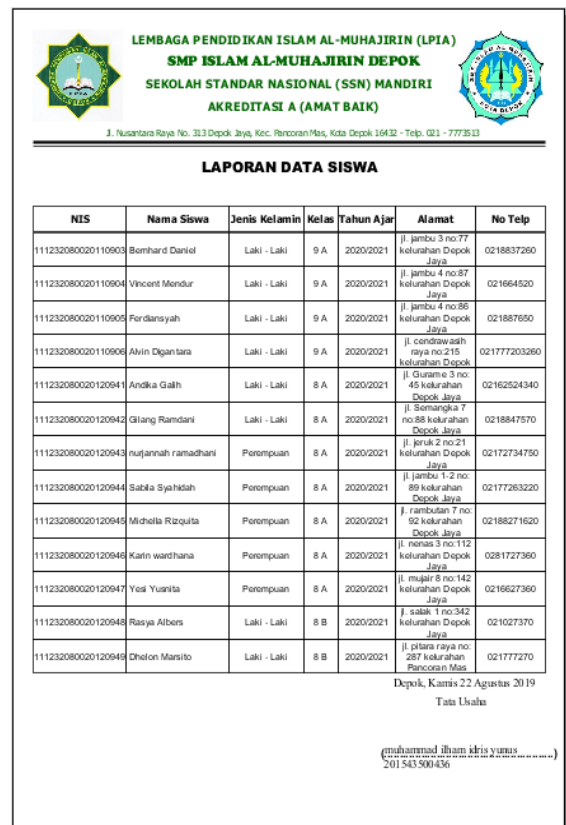 LEMBAGA PENDIDIKAN ISLAM AL-MUHAJIRIN (LPIA)
SMP ISLAM AL-MUHAJIRIN DEPOK
SEKOLAH STANDAR NASIONAL (SSN) MANDIRI
AKREDITASI A (AMAT BAIK)
Jl. Nusantara Raya No. 313 Depok Jaya, Kec. Pancoran Mas, Kota Depok 16432 - Telp. 021 - 7773513
LAPORAN DATA SISWA
NIS Nama Siswa Jenis Kelamin Kelas Tahun Ajar Alamat No Telp
111232080020110903 Bernhard Daniel Laki - Laki 9 A 2020/2021 jl. jambu 3 no:77 kelurahan Depok Jaya 0218837260
111232080020110904 Vincent Mendur Laki - Laki 9 A 2020/2021 jl. jambu 4 no:87 kelurahan Depok Jaya 021664520
111232080020110905 Ferdiansyah Laki - Laki 9 A 2020/2021 jl. jambu 4 no:86 kelurahan Depok Jaya 021887650
111232080020110906 Alvin Digantara Laki - Laki 9 A 2020/2021 jl. cendrawasih raya no:215 kelurahan Depok 021777203260
111232080020120941 Andika Galih Laki - Laki 8 A 2020/2021 jl. Gurame 3 no: 45 kelurahan Depok Jaya 02162524340
111232080020120942 Gilang Ramdani Laki - Laki 8 A 2020/2021 jl. Semangka 7 no:88 kelurahan Depok Jaya 0218847570
111232080020120943 nurjannah ramadhani Perempuan 8 A 2020/2021 jl. jeruk 2 no:21 kelurahan Depok Jaya 02172734750
111232080020120944 Sabila Syahidah Perempuan 8 A 2020/2021 jl. jambu 1-2 no: 89 kelurahan Depok Jaya 02177263220
111232080020120945 Michella Rizquita Perempuan 8 A 2020/2021 jl. rambutan 7 no: 92 kelurahan Depok Jaya 02188271620
111232080020120946 Karin wardhana Perempuan 8 A 2020/2021 jl. nenas 3 no:112 kelurahan Depok Jaya 0281727360
111232080020120947 Yesi Yusnita Perempuan 8 A 2020/2021 jl. mujair 8 no:142 kelurahan Depok Jaya 0216627360
111232080020120948 Rasya Albers Laki - Laki 8 B 2020/2021 jl. salak 1 no:342 kelurahan Depok Jaya 021027370
111232080020120949 Dhelon Marsito Laki - Laki 8 B 2020/2021 jl. pitara raya no: 287 kelurahan Pancoran Mas 021777270
Depok, Kamis 22 Agustus 2019
Tata Usaha
(muhammad ilham idris yunus)
201543500436